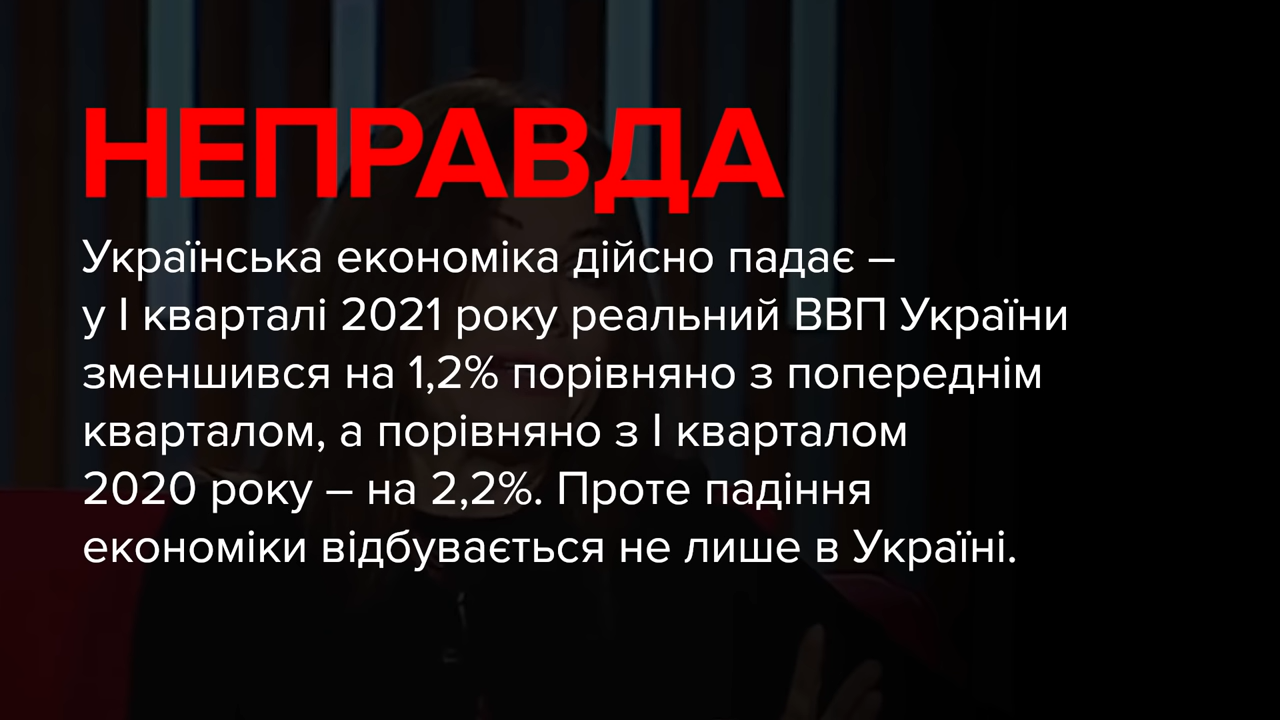 НЕПРАВДА
Українська економіка дійсно падає –
у I кварталі 2021 року реальний ВВП України
зменшився на 1,2% порівняно з попереднім
кварталом, а порівняно з I кварталом
2020 року – на 2,2%. Проте падіння
економіки відбувається не лише в Україні.